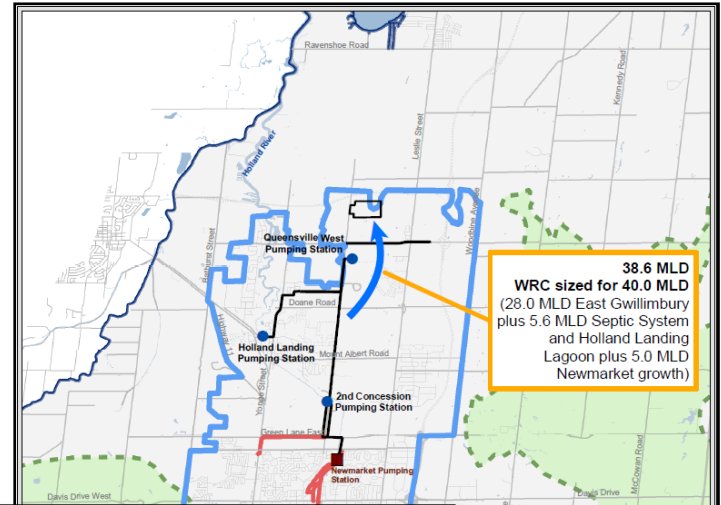 Ravenshoe Road
Kennedy Road
Leslie Street
Holland River
Woodbine Avenue
Queensville West
Pumping Station
Bathurst Street
38.6 MLD
WRC sized for 40.0 MLD
(28.0 MLD East Gwillimbury
plus 5.6 MLD Septic System
and Holland Landing
Lagoon plus 5.0 MLD
Newmarket growth)
Doane Road
Highway 11
Holland Landing
Pumping Station
Mount Albert Road
Yonge Street
2nd Concession
Pumping Station
Green Lane East
Newmarket Pumping
Station
McCowan Road
Davis Drive West
Davis Drive